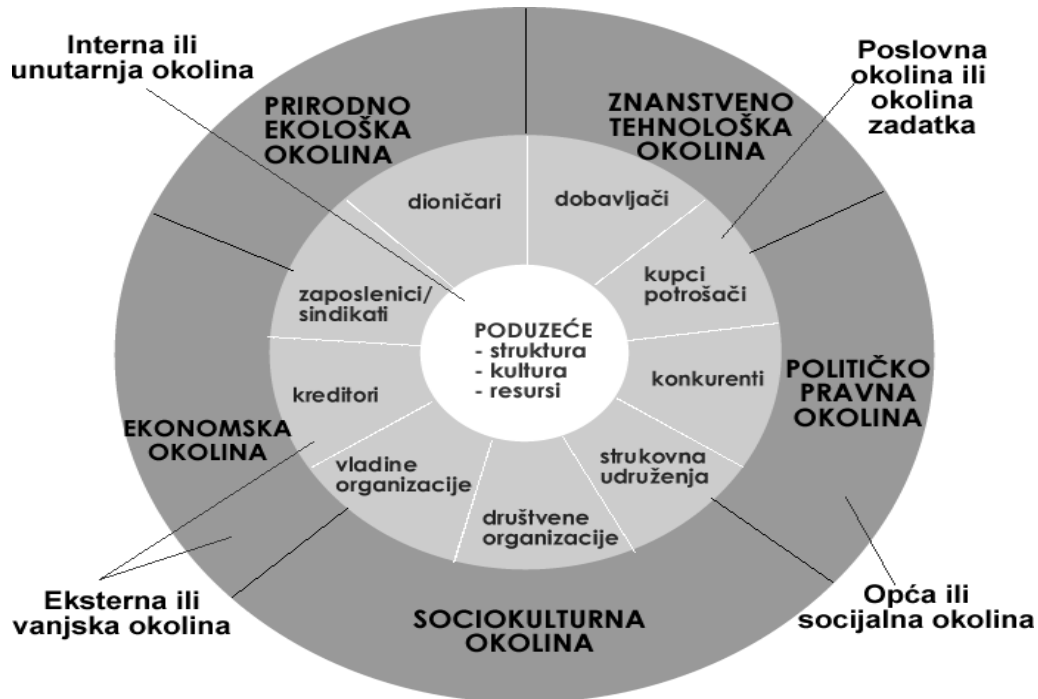 Interna ili
unutarnja okolina
Poslovna
okolina ili
okolina
zadatka
PRIRODNO
EKOLOŠKA
OKOLINA
ZNANSTVENO
TEHNOLOŠKA
OKOLINA
dioničari
dobavljači
zaposlenici/
sindikati
kupci
potrošači
PODUZEĆE
- struktura
- kultura
- resursi
kreditori
konkurenti
POLITIČKO
PRAVNA
OKOLINA
EKONOMSKA
OKOLINA
vladine
organizacije
strukovna
udruženja
društvene
organizacije
SOCIOKULTURNA
OKOLINA
Eksterna ili
vanjska okolina
Opća ili
socijalna okolina